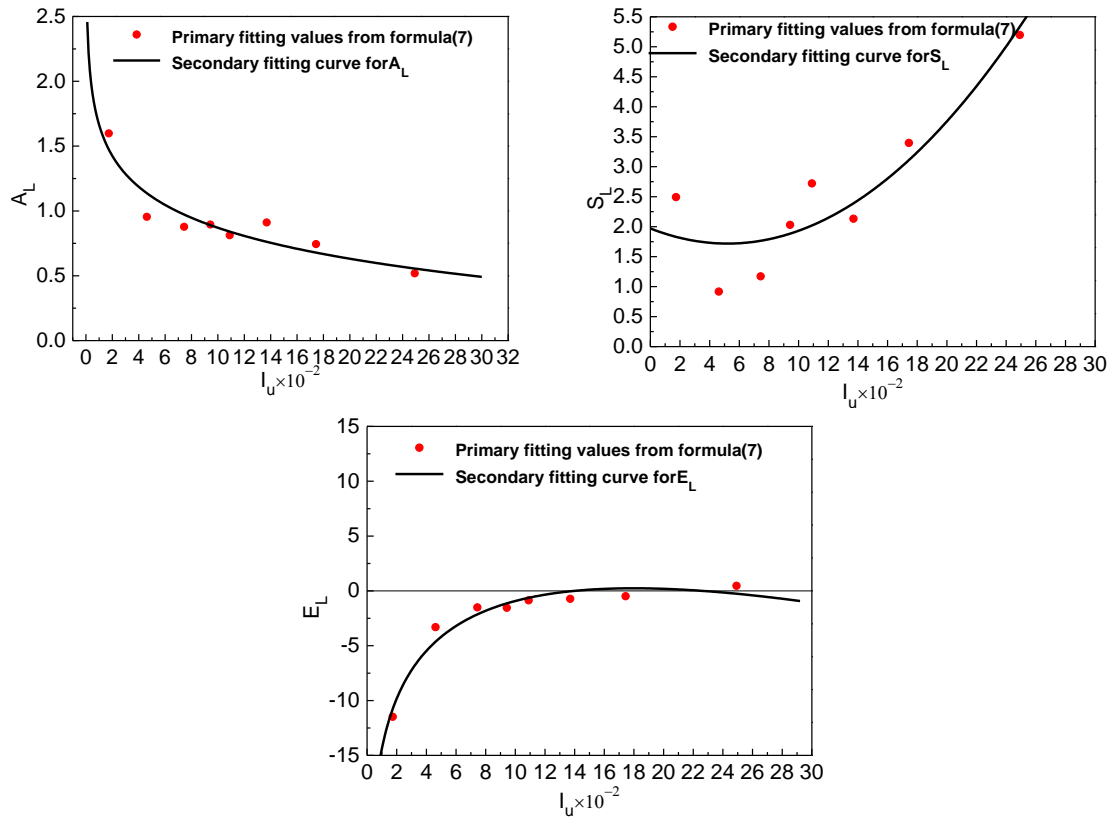 2.5
2.0
1.5
1.0
0.5
0.0
A_L
Primary fitting values from formula(7)
Secondary fitting curve forA_L
0 2 4 6 8 10 12 14 16 18 20 22 24 26 28 30 32
I_u×10⁻²
5.5
5.0
4.5
4.0
3.5
3.0
2.5
2.0
1.5
1.0
0.5
0.0
S_L
Primary fitting values from formula(7)
Secondary fitting curve forS_L
0 2 4 6 8 10 12 14 16 18 20 22 24 26 28 30
I_u×10⁻²
15
10
5
0
-5
-10
-15
E_L
Primary fitting values from formula(7)
Secondary fitting curve forE_L
0 2 4 6 8 10 12 14 16 18 20 22 24 26 28 30
I_u×10⁻²